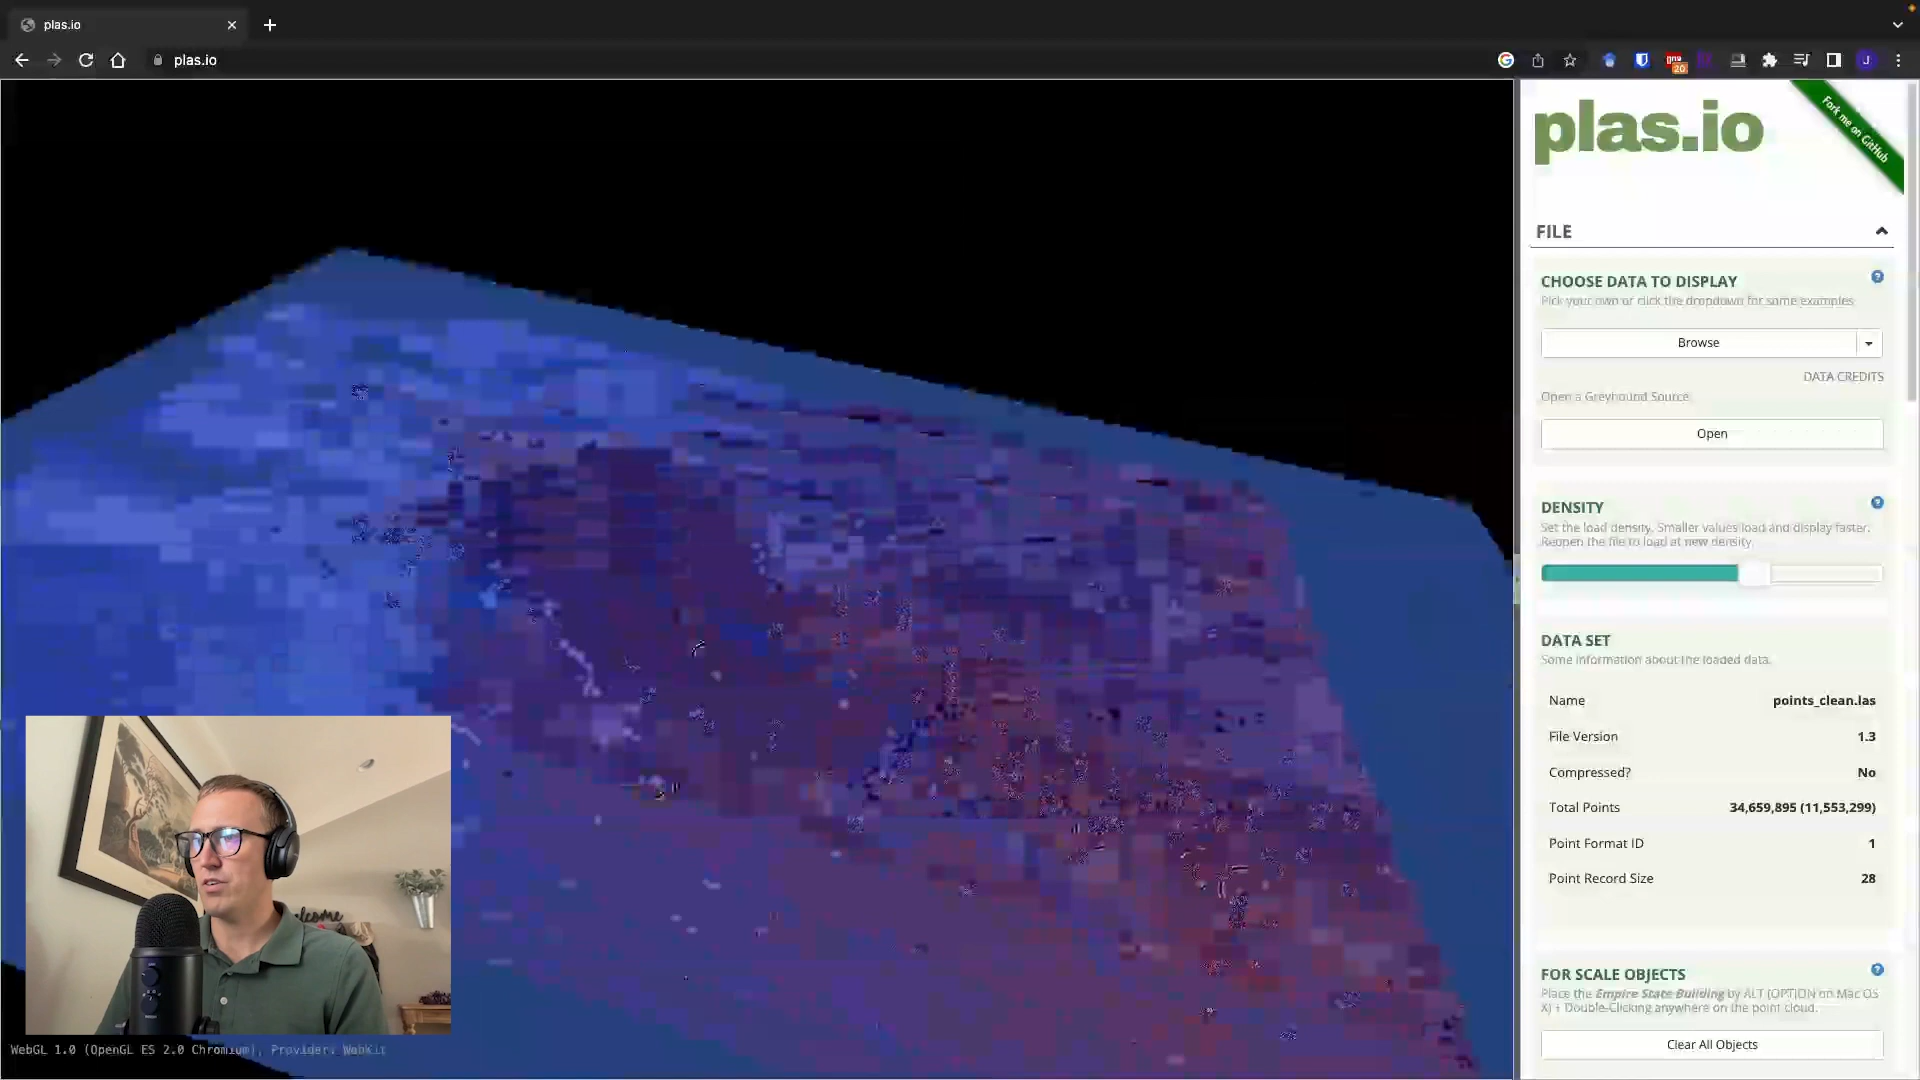 plas.io
plas.io
20
J
plas.io
Fork me on GitHub
FILE
CHOOSE DATA TO DISPLAY
Pick your own or click the dropdown for some examples
Browse
DATA CREDITS
Open a Greyhound Source
Open
DENSITY
Set the load density. Smaller values load and display faster.
Reopen the file to load at new density.
DATA SET
Some information about the loaded data.
Name points_clean.las
File Version 1.3
Compressed? No
Total Points 34,659,895 (11,553,299)
Point Format ID 1
Point Record Size 28
FOR SCALE OBJECTS
Place the Empire State Building by ALT (OPTION on Mac OS
X) + Double-Clicking anywhere on the point cloud.
Clear All Objects
WebGL 1.0 (OpenGL ES 2.0 Chromium), Provider: WebKit